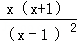 x (x+1)
(x－1) 2